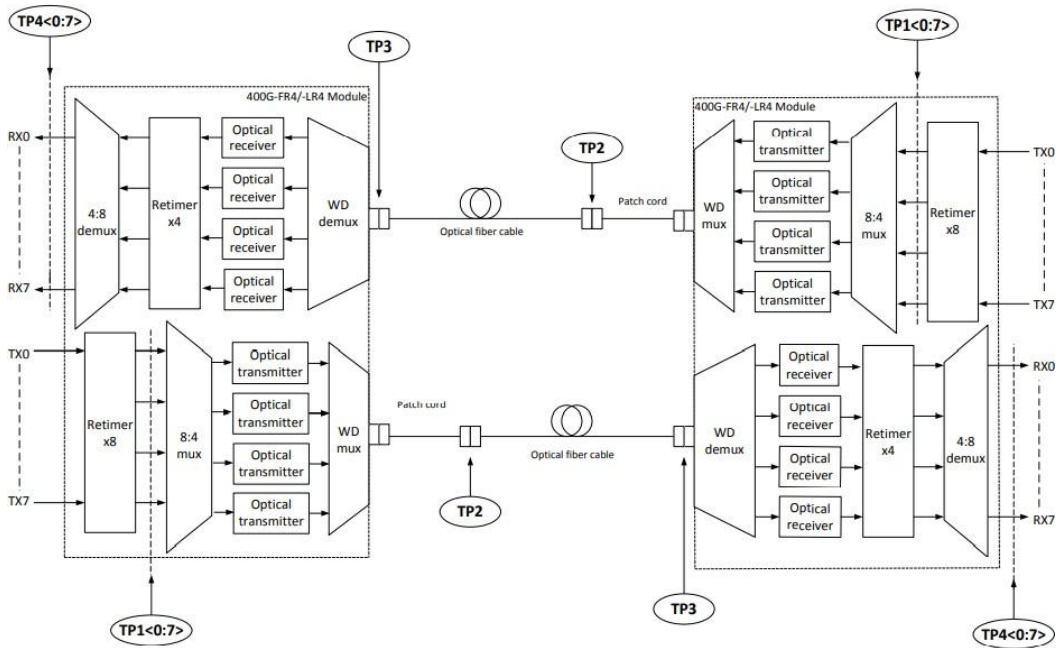 TP4<0:7>
TP1<0:7>
TP3
400G-FR4/-LR4 Module
400G-FR4/-LR4 Module
RX0
RX7
4:8
demux
Retimer
x4
Optical
receiver
Optical
receiver
Optical
receiver
Optical
receiver
WD
demux
Optical fiber cable
TP2
Patch cord
WD
mux
Optical
transmitter
Optical
transmitter
Optical
transmitter
Optical
transmitter
8:4
mux
Retimer
x8
TX0
TX7
TX0
TX7
Retimer
x8
8:4
mux
Optical
transmitter
Optical
transmitter
Optical
transmitter
Optical
transmitter
WD
mux
Patch cord
TP2
Optical fiber cable
WD
demux
Optical
receiver
Optical
receiver
Optical
receiver
Optical
receiver
Retimer
x4
4:8
demux
RX0
RX7
TP1<0:7>
TP3
TP4<0:7>